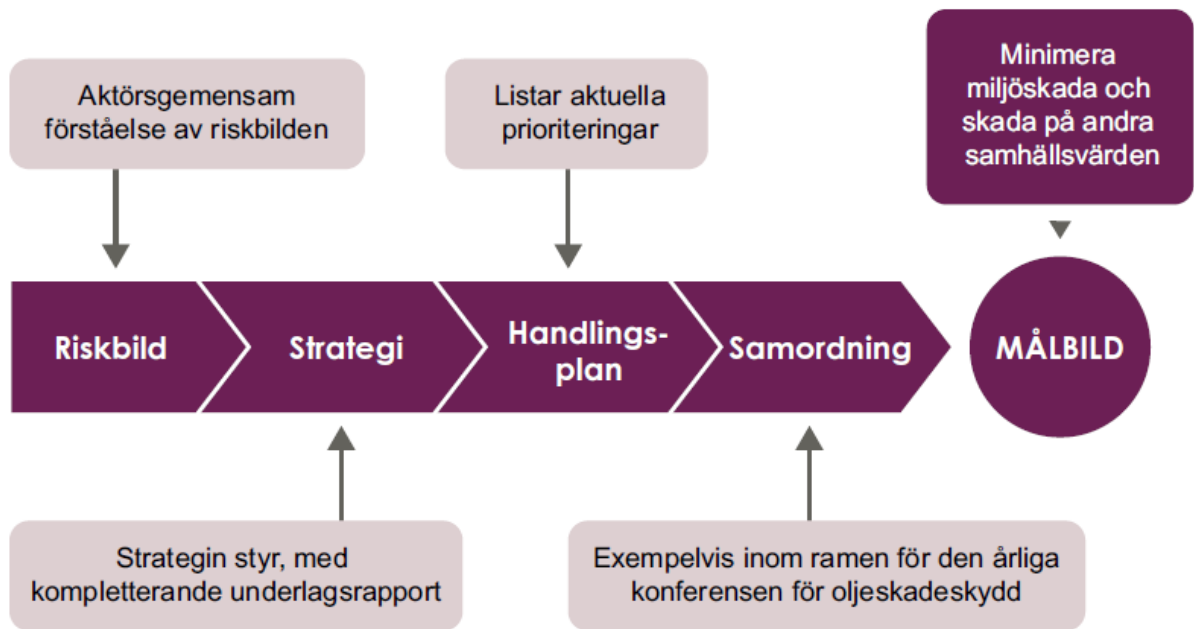 Aktörsgemensam
förståelse av riskbilden
Listar aktuella
prioriteringar
Minimera
miljöskada och
skada på andra
samhällsvärden
Riskbild
Strategi
Handlings-
plan
Samordning
MÅLBILD
Strategin styr, med
kompletterande underlagsrapport
Exempelvis inom ramen för den årliga
konferensen för oljeskadeskydd